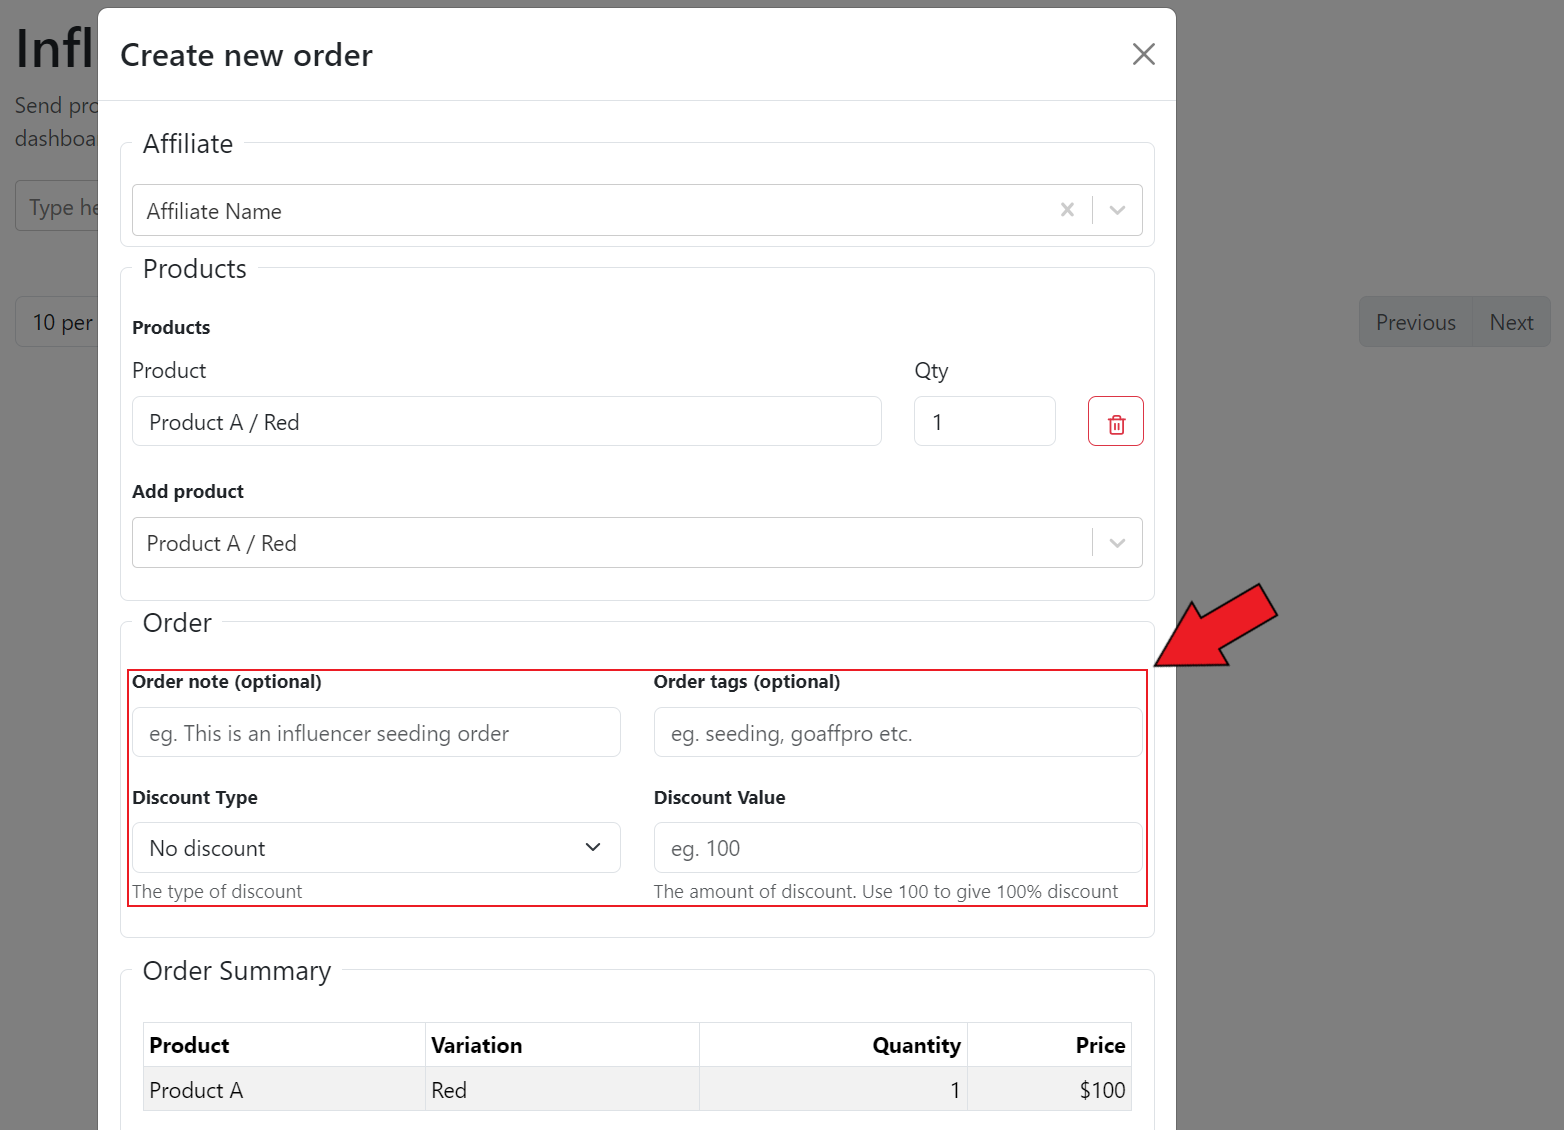 Infl
Create new order
Send pro
dashboa
Affiliate
Type he
Affiliate Name
Products
10 per
Previous Next
Products
Product Qty
Product A / Red 1
Add product
Product A / Red
Order
Order note (optional) Order tags (optional)
eg. This is an influencer seeding order eg. seeding, goaffpro etc.
Discount Type Discount Value
No discount eg. 100
The type of discount The amount of discount. Use 100 to give 100% discount
Order Summary
Product Variation Quantity Price
Product A Red 1 $100